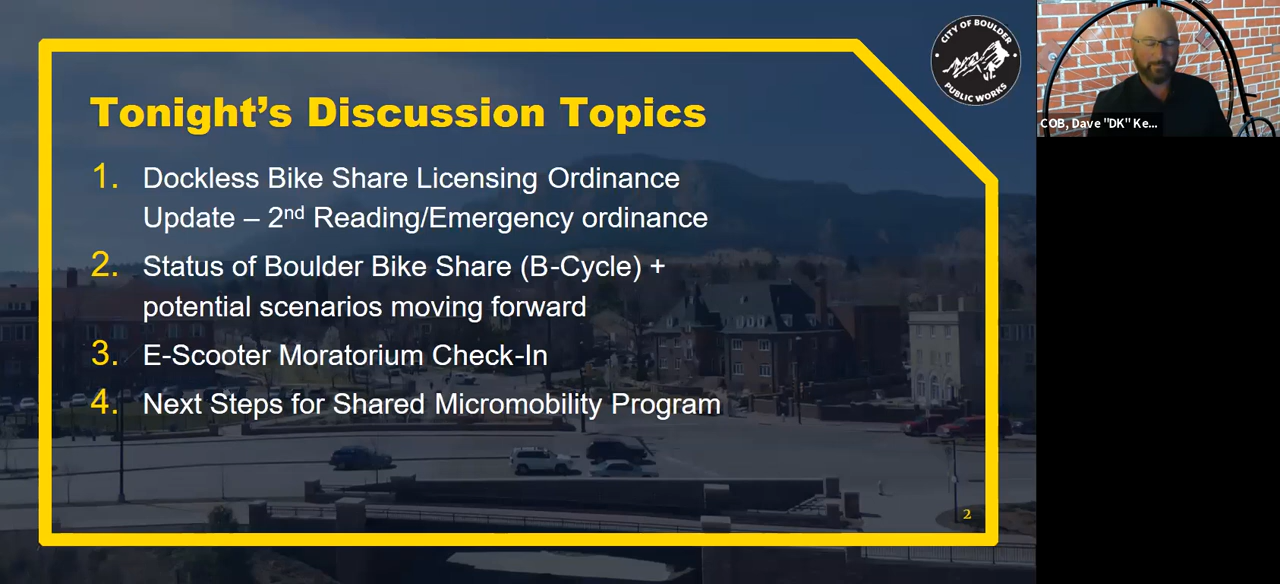 Tonight's Discussion Topics
1. Dockless Bike Share Licensing Ordinance
Update – 2nd Reading/Emergency ordinance
2. Status of Boulder Bike Share (B-Cycle) +
potential scenarios moving forward
3. E-Scooter Moratorium Check-In
4. Next Steps for Shared Micromobility Program
2
CITY OF BOULDER
PUBLIC WORKS
COB, Dave "DK" Ke...